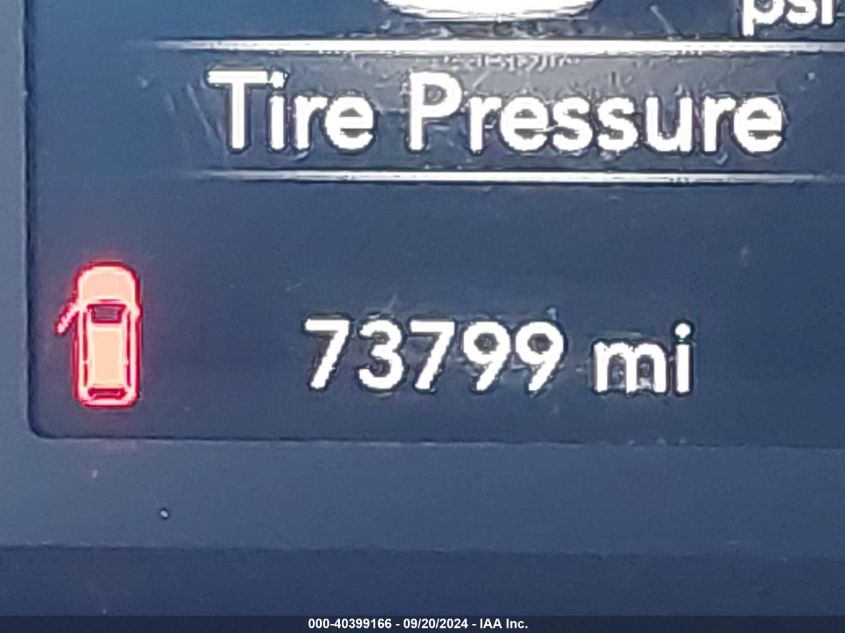 psi
Tire Pressure
73799 mi
000-40399166 - 09/20/2024 - IAA Inc.